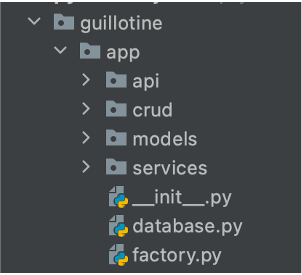 guillotine
app
api
crud
models
services
__init__.py
database.py
factory.py